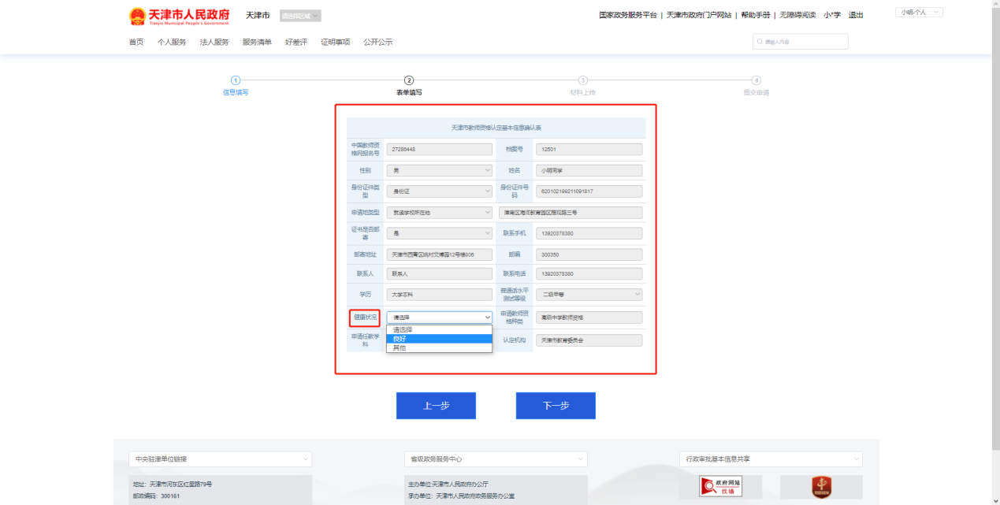 天津市人民政府
Tianjin Municipal People's Government
天津市
请选择区域
国家政务服务平台 | 天津市政府门户网站 | 帮助手册 | 无障碍阅读 小*学 退出
小明-个人
首页 个人服务 法人服务 服务清单 好差评 证明事项 公开公示
请输入内容
1 2 3 4
信息填写 表单填写 材料上传 提交申请
天津市教师资格认定基本信息确认表
中国教师资格网报名号 27286448 档案号 12501
性别 男 姓名 小明同学
身份证件类型 身份证 身份证件号码 620102199211091817
申请地类型 就读学校所在地 津南区海河教育园区雅观路三号
证书是否邮寄 是 联系手机 13920378380
邮寄地址 天津市西青区姚村文博园12号楼806 邮编 300350
联系人 联系人 联系电话 13920378380
学历 大学本科 普通话水平测试等级 二级甲等
健康状况 请选择 申请教师资格种类 高级中学教师资格
请选择
良好
其他
申请任教学科 认定机构 天津市教育委员会
上一步 下一步
中央驻津单位链接 省级政务服务中心 行政审批基本信息共享
地址：天津市河东区红星路79号
邮政编码：300161
主办单位:天津市人民政府办公厅
承办单位：天津市人民政府政务服务办公室
政府网站
找错